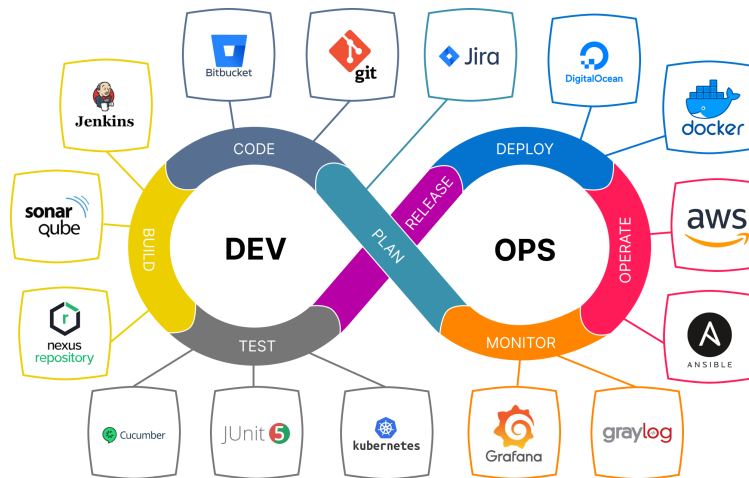 Bitbucket
git
Jira
DigitalOcean
docker
Jenkins
CODE
DEPLOY
RELEASE
sonar
qube
BUILD
DEV
PLAN
OPS
OPERATE
aws
r
nexus
repository
TEST
MONITOR
ANSIBLE
A
Cucumber
JUnit 5
kubernetes
Grafana
graylog